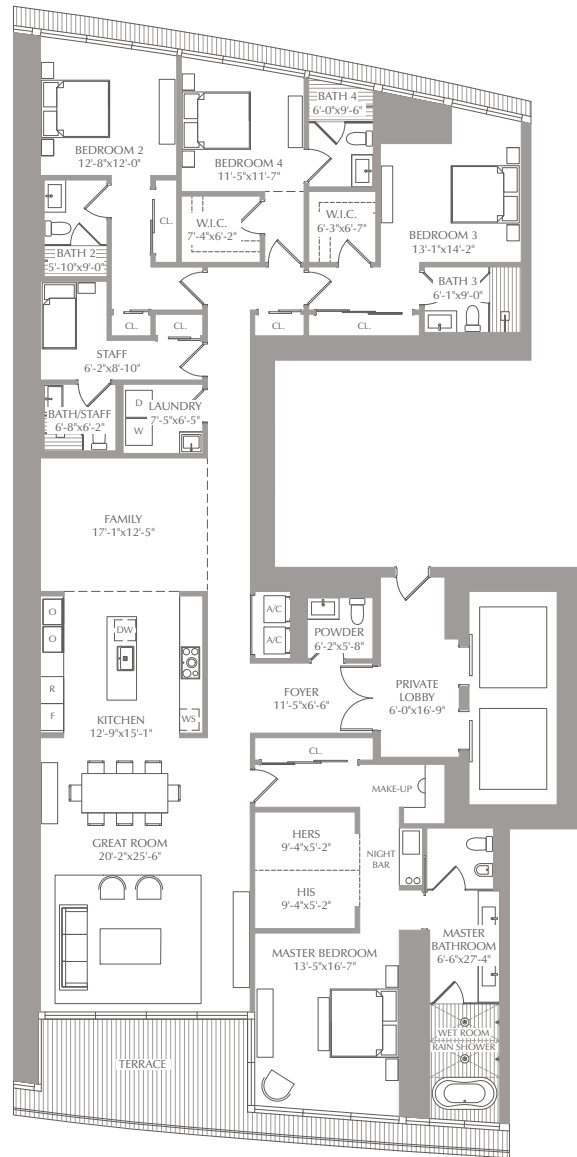 BATH 4
6'-0"x9'-6"
BEDROOM 2
12'-8"x12'-0"
BEDROOM 4
11'-5"x11'-7"
CL.
W.I.C.
7'-4"x6'-2"
W.I.C.
6'-3"x6'-7"
BEDROOM 3
13'-1"x14'-2"
BATH 2
5'-10"x9'-0"
BATH 3
6'-1"x9'-0"
CL.
CL.
CL.
CL.
STAFF
6'-2"x8'-10"
BATH/STAFF
6'-8"x6'-2"
D
W
LAUNDRY
7'-5"x6'-5"
FAMILY
17'-1"x12'-5"
O
O
R
F
DW
WS
KITCHEN
12'-9"x15'-1"
A/C
A/C
POWDER
6'-2"x5'-8"
FOYER
11'-5"x6'-6"
PRIVATE
LOBBY
6'-0"x16'-9"
CL.
MAKE-UP
GREAT ROOM
20'-2"x25'-6"
HERS
9'-4"x5'-2"
HIS
9'-4"x5'-2"
NIGHT
BAR
MASTER BEDROOM
13'-5"x16'-7"
MASTER
BATHROOM
6'-6"x27'-4"
WET ROOM
RAIN SHOWER
TERRACE